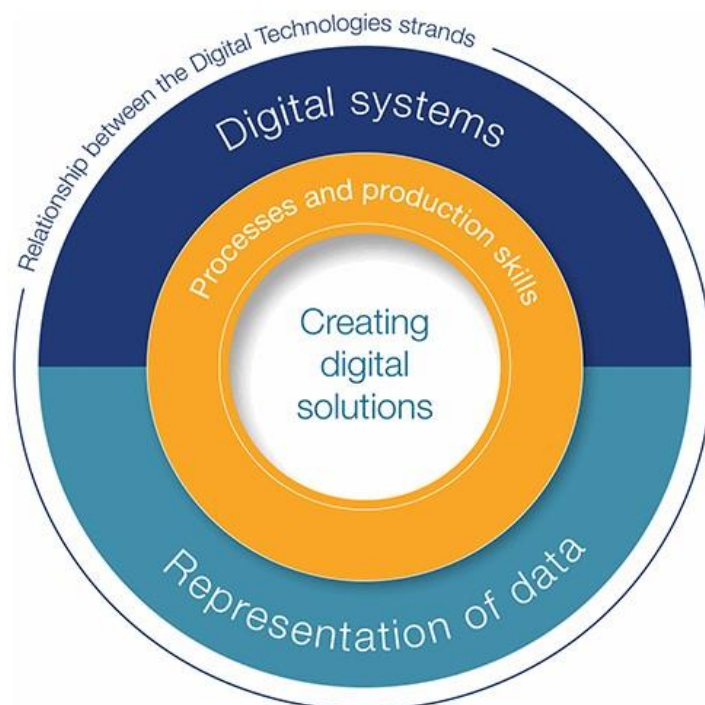 Relationship between the Digital Technologies strands
Digital systems
Processes and production skills
Creating
digital
solutions
Representation of data